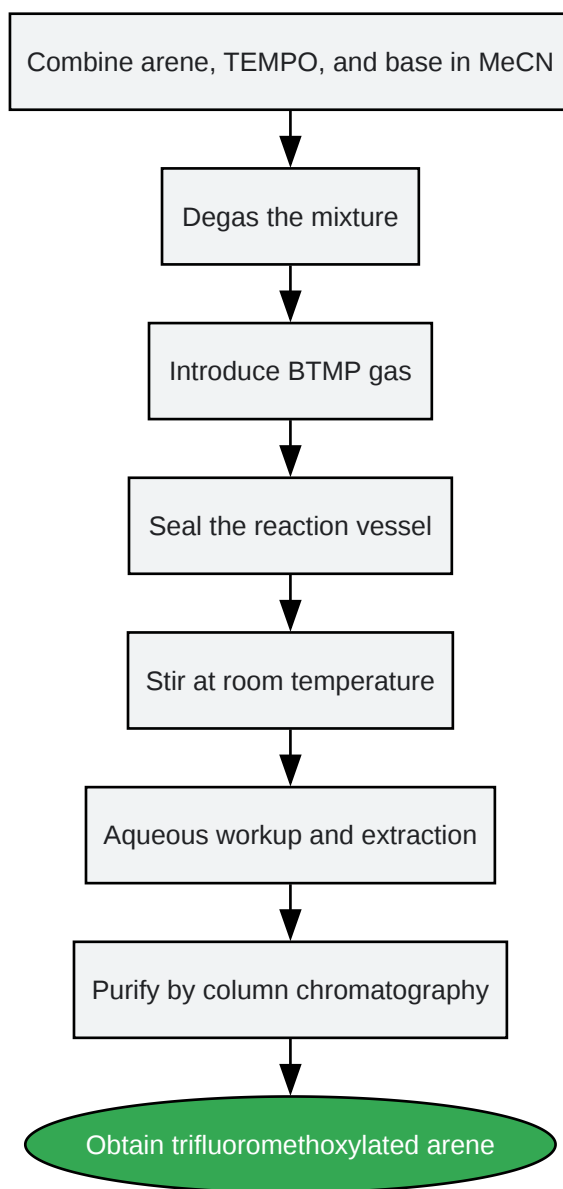 Combine arene, TEMPO, and base in MeCN
Degas the mixture
Introduce BTMP gas
Seal the reaction vessel
Stir at room temperature
Aqueous workup and extraction
Purify by column chromatography
Obtain trifluoromethoxylated arene